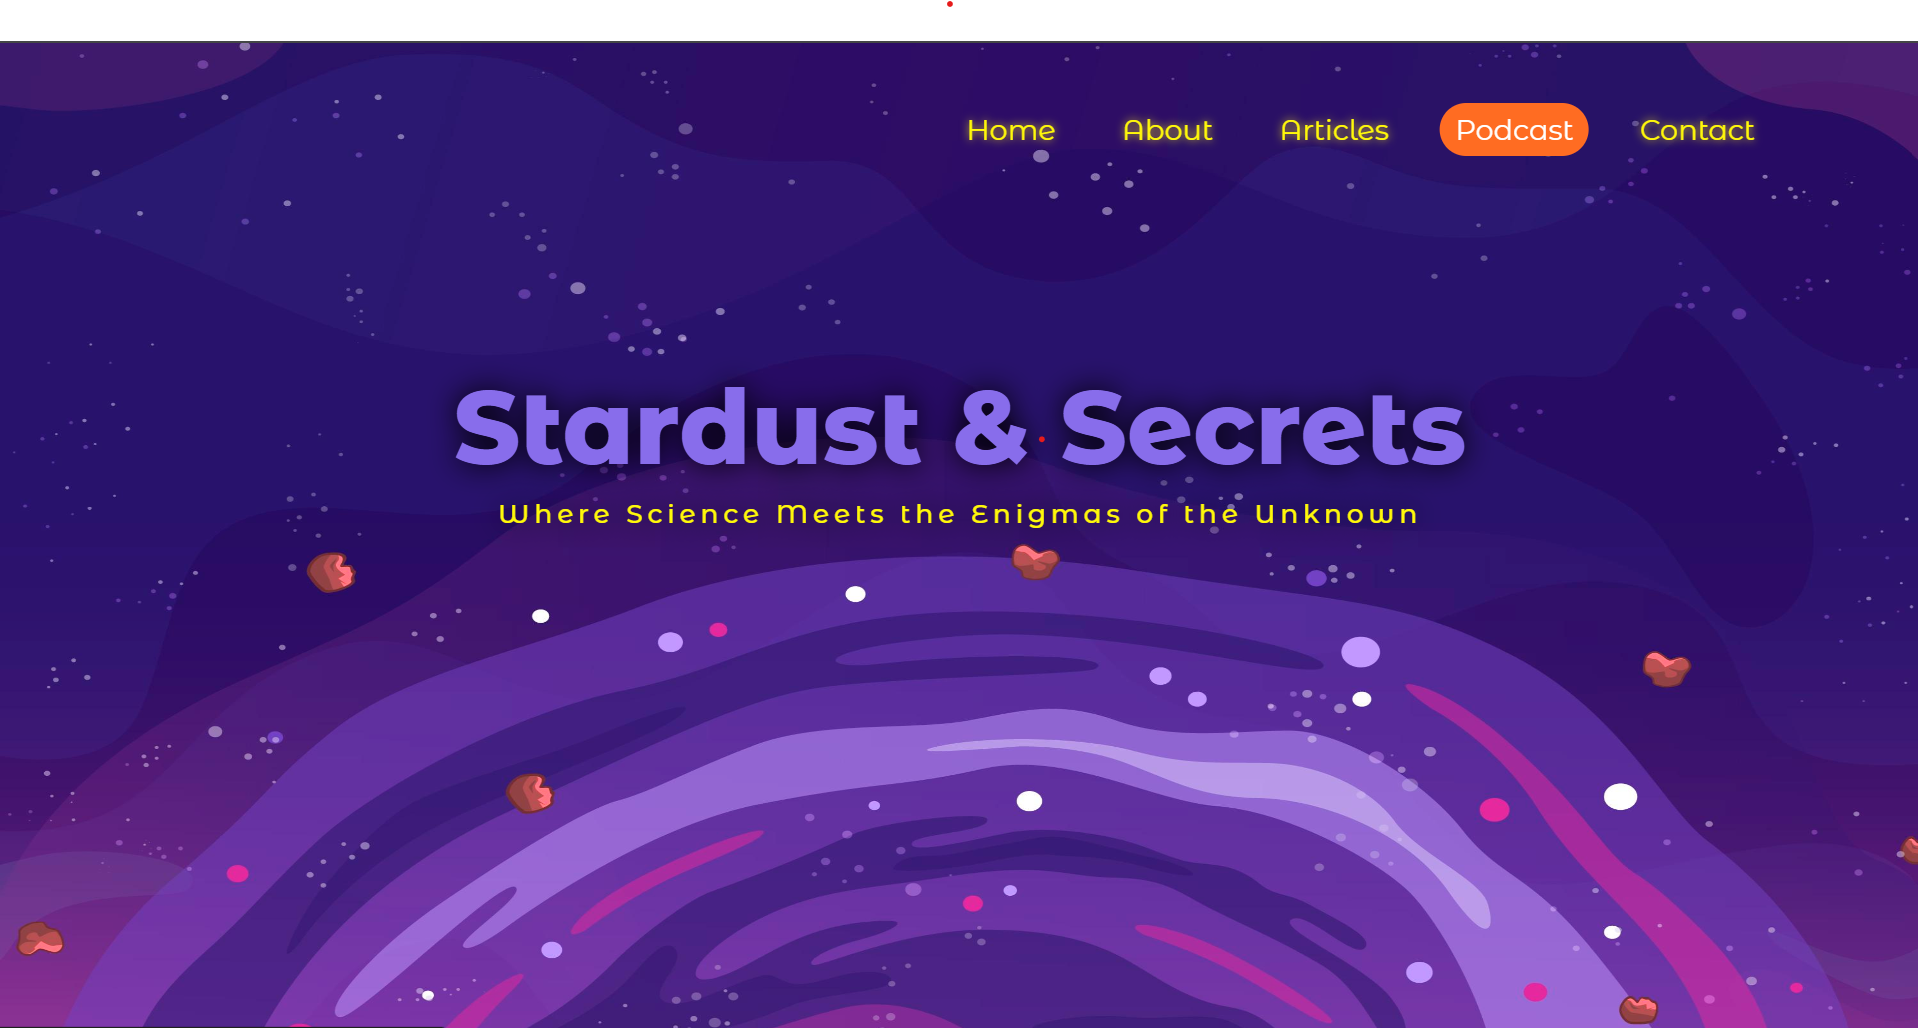 Home About Articles Podcast Contact
Stardust & Secrets
Where Science Meets the Enigmas of the Unknown